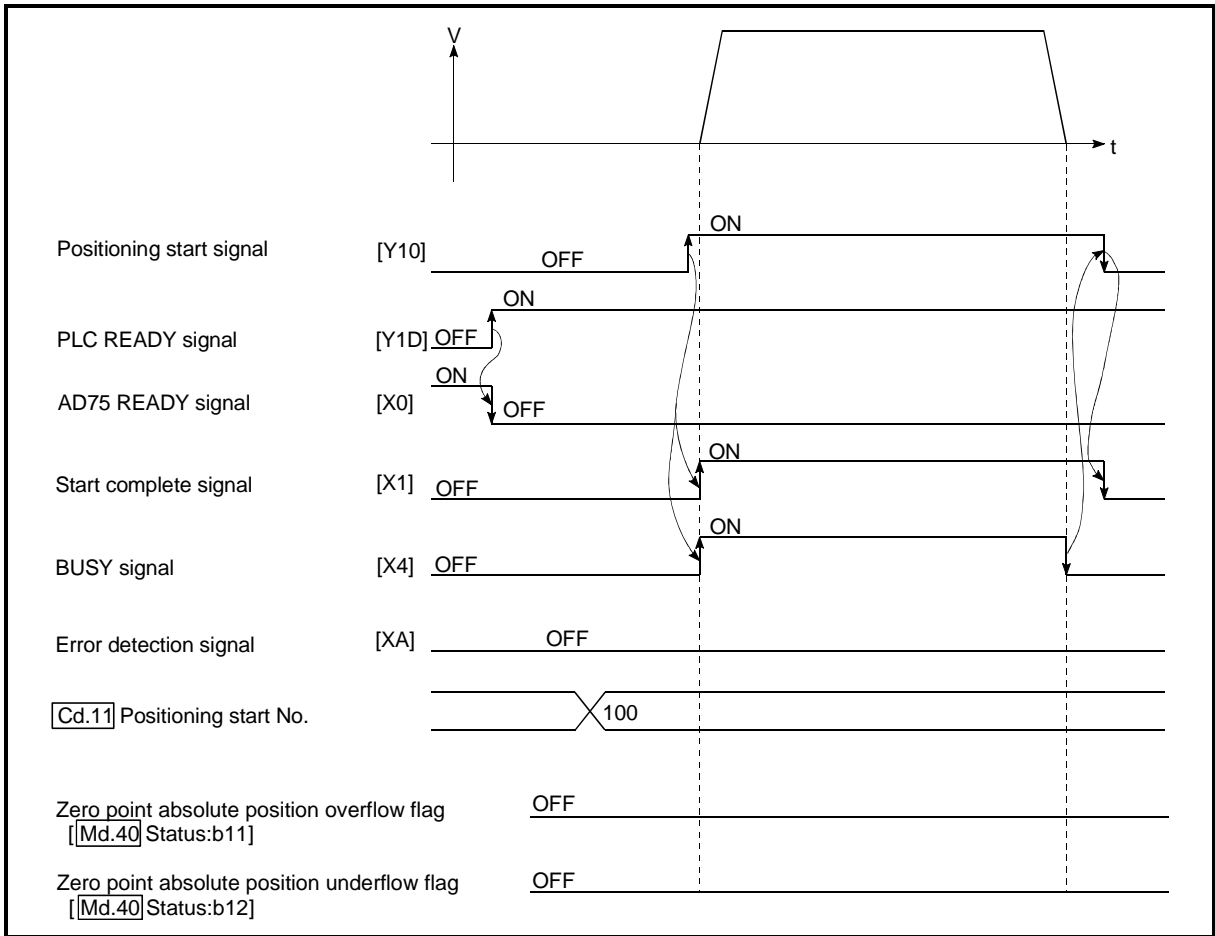 V
t
Positioning start signal [Y10] OFF ON
PLC READY signal [Y1D] OFF ON
AD75 READY signal [X0] ON OFF
Start complete signal [X1] OFF ON
BUSY signal [X4] OFF ON
Error detection signal [XA] OFF
Cd.11 Positioning start No. 100
Zero point absolute position overflow flag OFF
[ Md.40 Status:b11]
Zero point absolute position underflow flag OFF
[ Md.40 Status:b12]